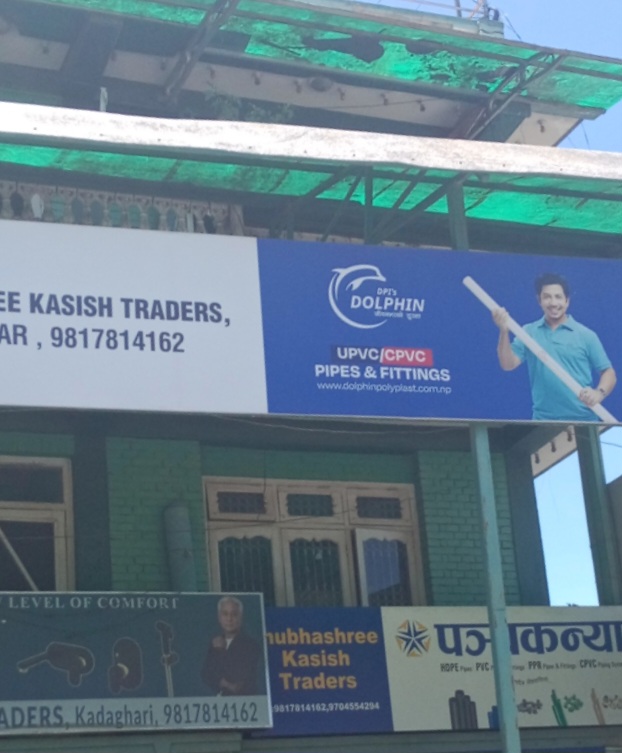 EE KASISH TRADERS,
AR , 9817814162
DPI's
DOLPHIN
UPVC/CPVC
PIPES & FITTINGS
www.dolphinpolyplast.com.np
LEVEL OF COMFORT
ADERS, Kadaghari, 9817814162
hubhashree
Kasish
Traders
9817814162,9704554294
पञ्चकन्या
HDPE Pipes PVC PPR Pipe & Fittings CPVC